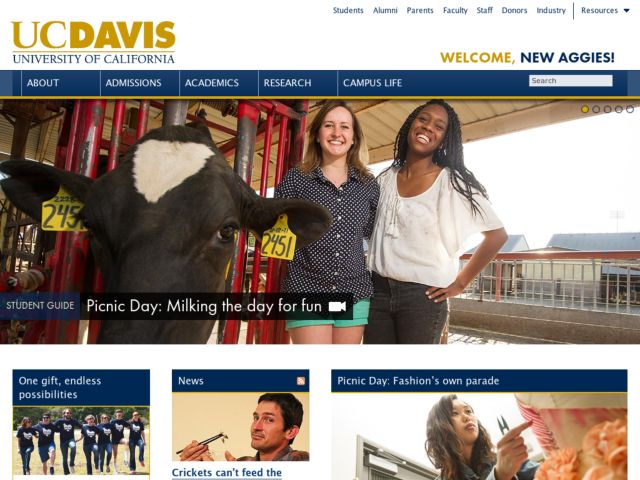 Students Alumni Parents Faculty Staff Donors Industry Resources
UCDAVIS
UNIVERSITY OF CALIFORNIA
WELCOME, NEW AGGIES!
ABOUT ADMISSIONS ACADEMICS RESEARCH CAMPUS LIFE
Search
2451
2451
STUDENT GUIDE Picnic Day: Milking the day for fun
One gift, endless
possibilities
News
Picnic Day: Fashion's own parade
Crickets can't feed the